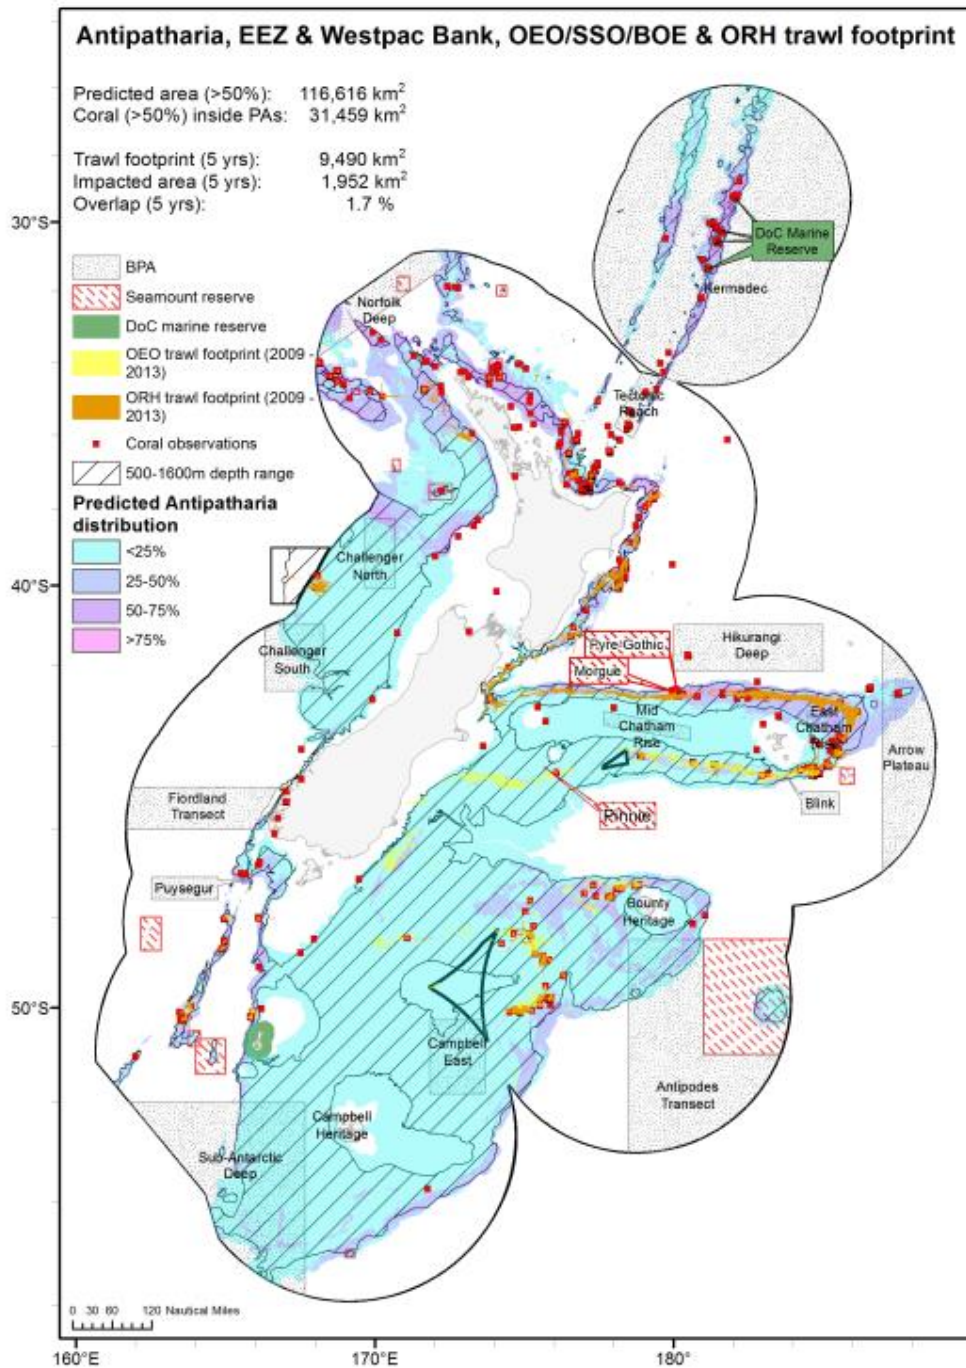 Antipatharia, EEZ & Westpac Bank, OEO/SSO/BOE & ORH trawl footprint
Predicted area (>50%): 116,616 km²
Coral (>50%) inside PAs: 31,459 km²
Trawl footprint (5 yrs): 9,490 km²
Impacted area (5 yrs): 1,952 km²
Overlap (5 yrs): 1.7 %
30°S
DoC Marine
Reserve
Kermadec
BPA
Seamount reserve
DoC marine reserve
OEO trawl footprint (2009 -
2013)
ORH trawl footprint (2009 -
2013)
Coral observations
500-1600m depth range
Predicted Antipatharia
distribution
<25%
25-50%
50-75%
>75%
Norfolk
Deep
Tectonic
Reach
40°S
Challenger
North
Challenger
South
Pyre/Gothic
Morgue
Hikurangi
Deep
Mid
Chatham
Rise
East
Chatham
Rise
Arrow
Plateau
Fiordland
Transect
Blink
Pinnie
Puysegur
Bounty
Heritage
50°S
Campbell
East
Antipodes
Transect
Campbell
Heritage
Sub-Antarctic
Deep
0 30 60 120 Nautical Miles
160°E 170°E 180°